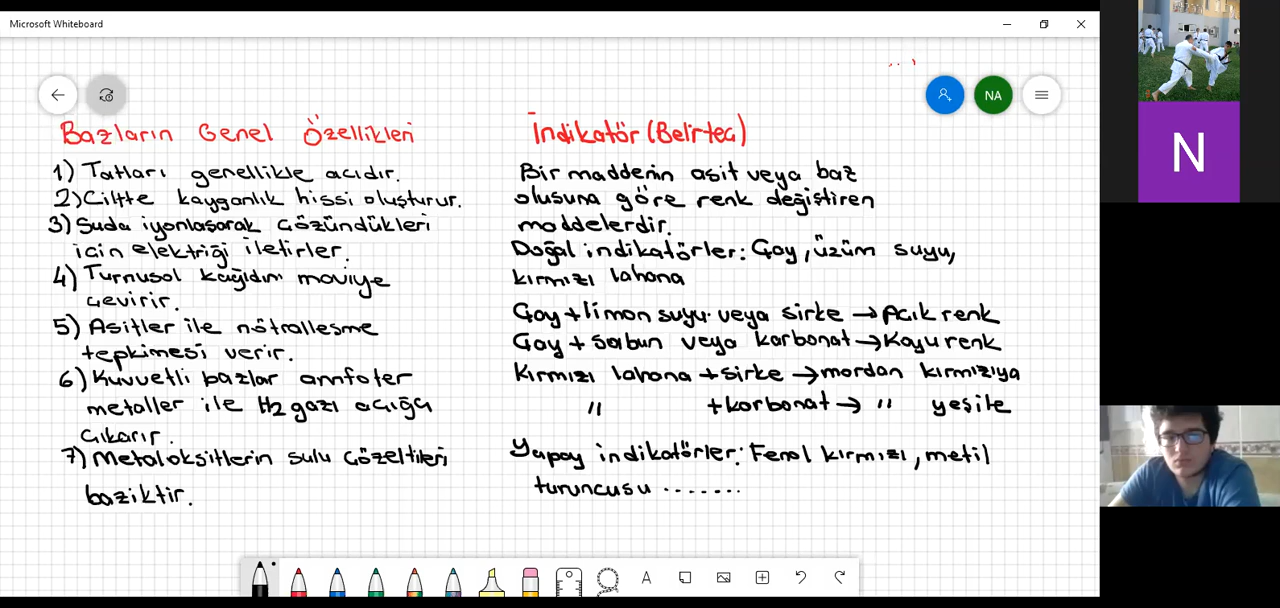 Microsoft Whiteboard
NA
N
Bazların Genel Özellikleri
1) Tatları genellikle acıdır.
2) Ciltte kayganlık hissi oluşturur.
3) Suda iyonlaşarak çözündükleri
için elektriği iletirler.
4) Turnusol kağıdını maviye
çevirir.
5) Asitler ile nötralleşme
tepkimesi verir.
6) Kuvvetli bazlar amfoter
metaller ile H2 gazı açığa
çıkarır.
7) Metaloksitlerin sulu çözeltileri
baziktir.
İndikatör (Belirteç)
Bir maddenin asit veya baz
olusuna göre renk değiştiren
maddelerdir.
Doğal indikatörler: Çay, üzüm suyu,
kırmızı lahana
Çay + limon suyu veya sirke → Açık renk
Çay + sabun veya karbonat → Koyu renk
Kırmızı lahana + sirke → mordan kırmızıya
" + karbonat → " yeşile
Yapay indikatörler: Fenol kırmızı, metil
turuncusu .......
A